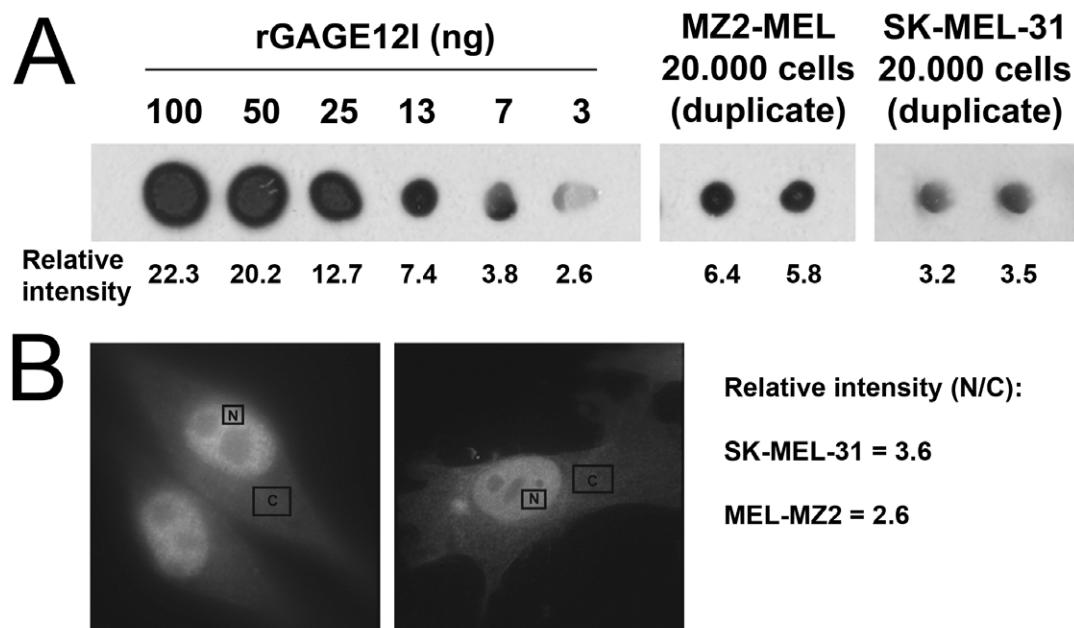 A
rGAGE12I (ng)
100 50 25 13 7 3
MZ2-MEL
20.000 cells
(duplicate)
SK-MEL-31
20.000 cells
(duplicate)
Relative
intensity
22.3 20.2 12.7 7.4 3.8 2.6
6.4 5.8
3.2 3.5
B
N
C
N
C
Relative intensity (N/C):
SK-MEL-31 = 3.6
MEL-MZ2 = 2.6